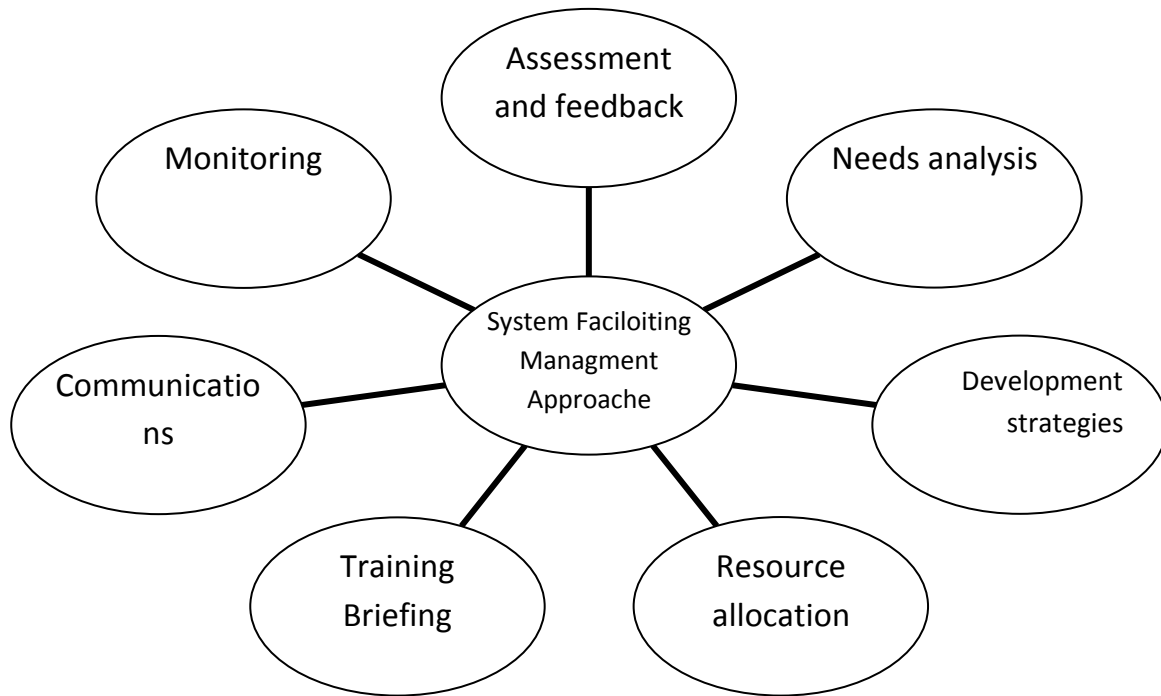 Assessment
and feedback
Needs analysis
Development
strategies
Resource
allocation
Training
Briefing
Communicatio
ns
Monitoring
System Faciloiting
Managment
Approache